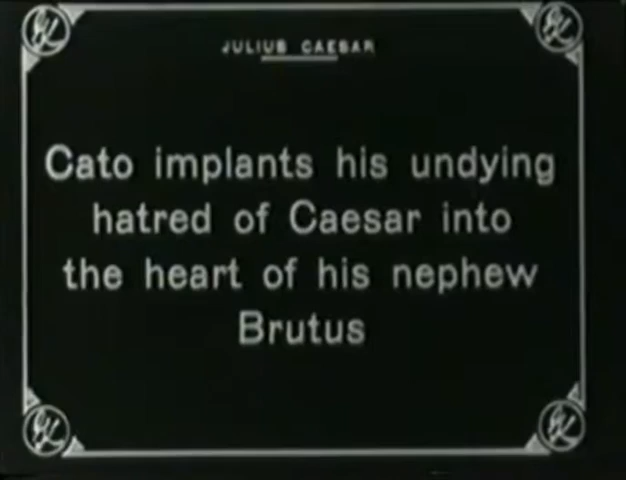 JULIUS CAESAR
Cato implants his undying
hatred of Caesar into
the heart of his nephew
Brutus